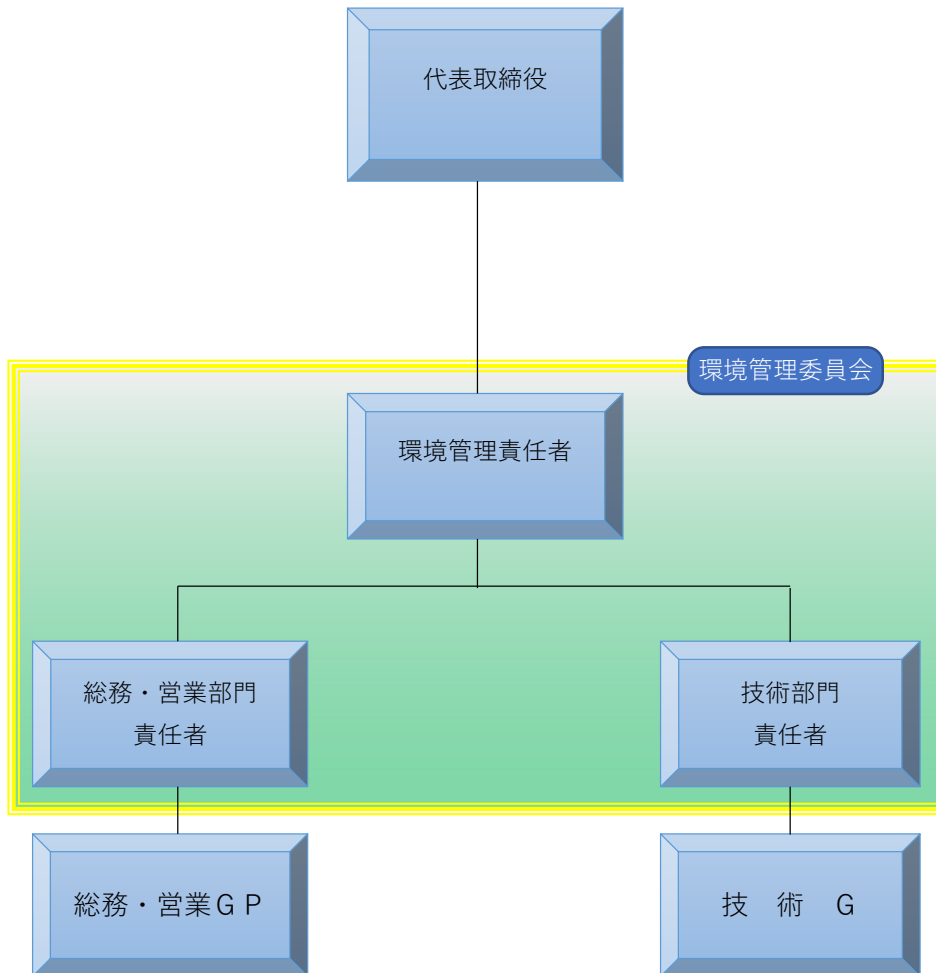 代表取締役
環境管理委員会
環境管理責任者
総務・営業部門
責任者
技術部門
責任者
総務・営業ＧＰ
技　術　Ｇ